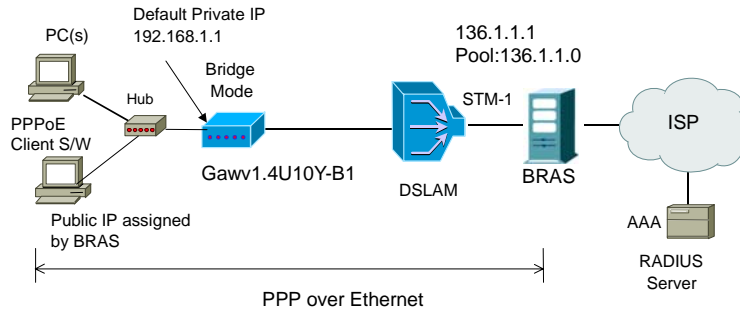 Default Private IP
192.168.1.1
PC(s)
Hub
Bridge
Mode
136.1.1.1
Pool:136.1.1.0
STM-1
ISP
PPPoE
Client S/W
Gawv1.4U10Y-B1
DSLAM
BRAS
Public IP assigned
by BRAS
AAA
RADIUS
Server
PPP over Ethernet